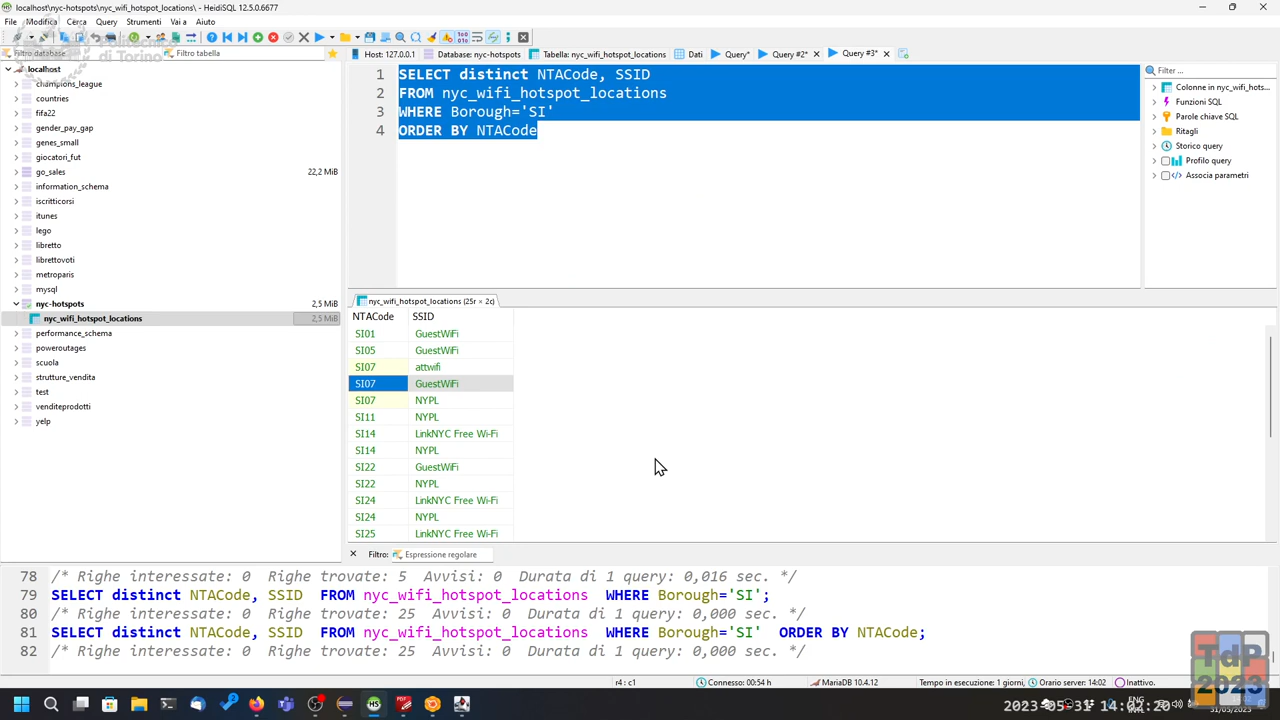 localhost\nyc-hotspots\nyc_wifi_hotspot_locations\ - HeidiSQL 12.5.0.6677
File Modifica Cerca Query Strumenti Vai a Aiuto
Politecnico
di Torino
Filtro database Filtro tabella
Host: 127.0.0.1 Database: nyc-hotspots Tabella: nyc_wifi_hotspot_locations Dati Query* Query #2* Query #3*
localhost
champions_league
countries
fifa22
gender_pay_gap
genes_small
giocatori_fut
go_sales 22,2 MiB
information_schema
iscritticorsi
itunes
lego
libretto
librettovoti
metroparis
mysql
nyc-hotspots 2,5 MiB
nyc_wifi_hotspot_locations 2,5 MiB
performance_schema
poweroutages
scuola
strutture_vendita
test
venditeprodotti
yelp
1 SELECT distinct NTACode, SSID
2 FROM nyc_wifi_hotspot_locations
3 WHERE Borough='SI'
4 ORDER BY NTACode
Filter ...
Colonne in nyc_wifi_hots...
Funzioni SQL
Parole chiave SQL
Ritagli
Storico query
Profilo query
Associa parametri
nyc_wifi_hotspot_locations (25r × 2c)
NTACode SSID
SI01 GuestWiFi
SI05 GuestWiFi
SI07 attwifi
SI07 GuestWiFi
SI07 NYPL
SI11 NYPL
SI14 LinkNYC Free Wi-Fi
SI14 NYPL
SI22 GuestWiFi
SI22 NYPL
SI24 LinkNYC Free Wi-Fi
SI24 NYPL
SI25 LinkNYC Free Wi-Fi
Filtro: Espressione regolare
78 /* Righe interessate: 0 Righe trovate: 5 Avvisi: 0 Durata di 1 query: 0,016 sec. */
79 SELECT distinct NTACode, SSID FROM nyc_wifi_hotspot_locations WHERE Borough='SI';
80 /* Righe interessate: 0 Righe trovate: 25 Avvisi: 0 Durata di 1 query: 0,000 sec. */
81 SELECT distinct NTACode, SSID FROM nyc_wifi_hotspot_locations WHERE Borough='SI' ORDER BY NTACode;
82 /* Righe interessate: 0 Righe trovate: 25 Avvisi: 0 Durata di 1 query: 0,000 sec. */
r4 : c1 Connesso: 00:54 h MariaDB 10.4.12 Tempo in esecuzione: 1 giorni, Orario server: 14:02 Inattivo.
TdP
2023
ENG
2023-05-31 14:02:20